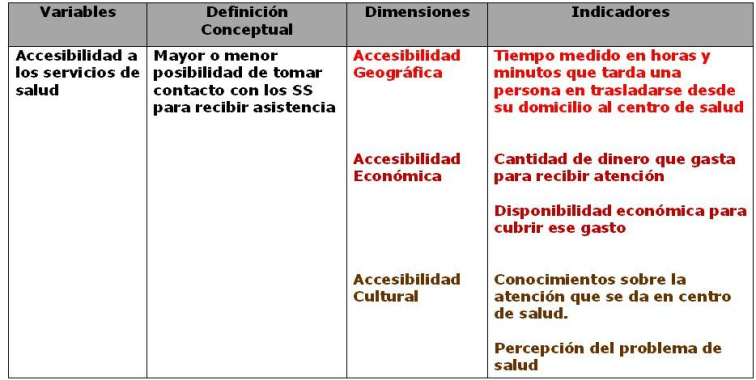 Variables
Definición
Conceptual
Dimensiones
Indicadores
Accesibilidad a
los servicios de
salud
Mayor o menor
posibilidad de tomar
contacto con los SS
para recibir asistencia
Accesibilidad
Geográfica
Tiempo medido en horas y
minutos que tarda una
persona en trasladarse desde
su domicilio al centro de salud
Accesibilidad
Económica
Cantidad de dinero que gasta
para recibir atención
Disponibilidad económica para
cubrir ese gasto
Accesibilidad
Cultural
Conocimientos sobre la
atención que se da en centro
de salud.
Percepción del problema de
salud